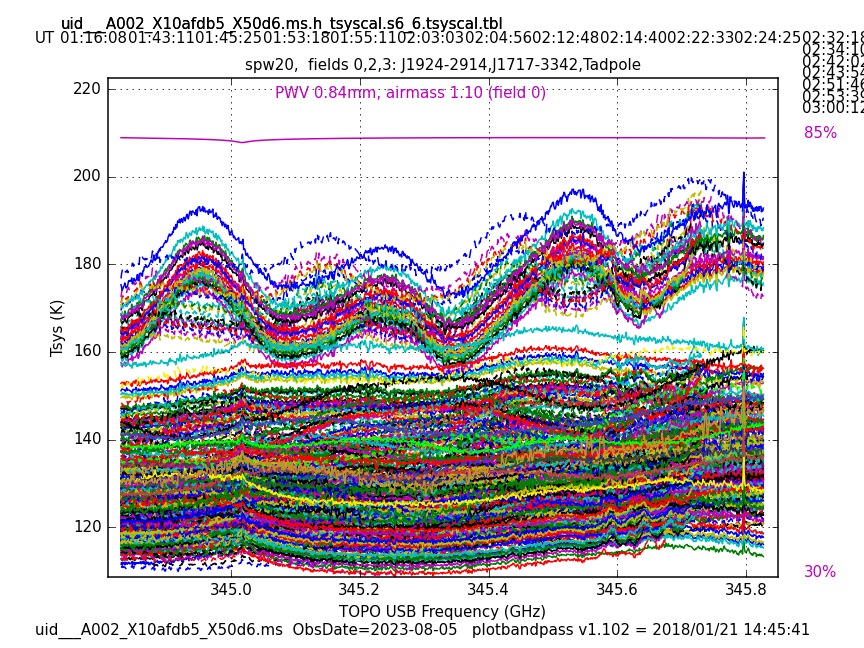 uid___A002_X10afdb5_X50d6.ms.h_tsyscal.s6_6.tsyscal.tbl
UT 01:16:08 01:43:11 01:45:25 01:53:18 01:55:11 02:03:03 02:04:56 02:12:48 02:14:40 02:22:33 02:24:25 02:32:18
02:34:10
02:42:02
02:43:54
02:51:46
02:53:39
03:00:12
spw20,  fields 0,2,3: J1924-2914,J1717-3342,Tadpole
PWV 0.84mm, airmass 1.10 (field 0)
85%
30%
220
200
180
160
140
120
Tsys (K)
345.0 345.2 345.4 345.6 345.8
TOPO USB Frequency (GHz)
uid___A002_X10afdb5_X50d6.ms  ObsDate=2023-08-05   plotbandpass v1.102 = 2018/01/21 14:45:41